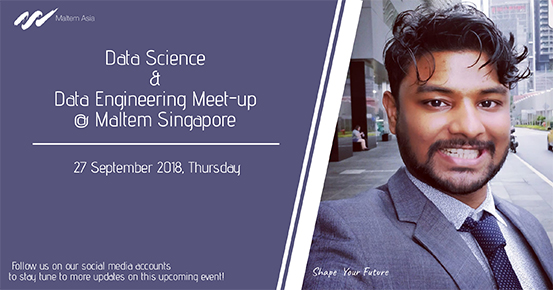 Maltem Asia
Data Science
&
Data Engineering Meet-up
@ Maltem Singapore
27 September 2018, Thursday
Follow us on our social media accounts
to stay tune to more updates on this upcoming event!
Shape Your Future